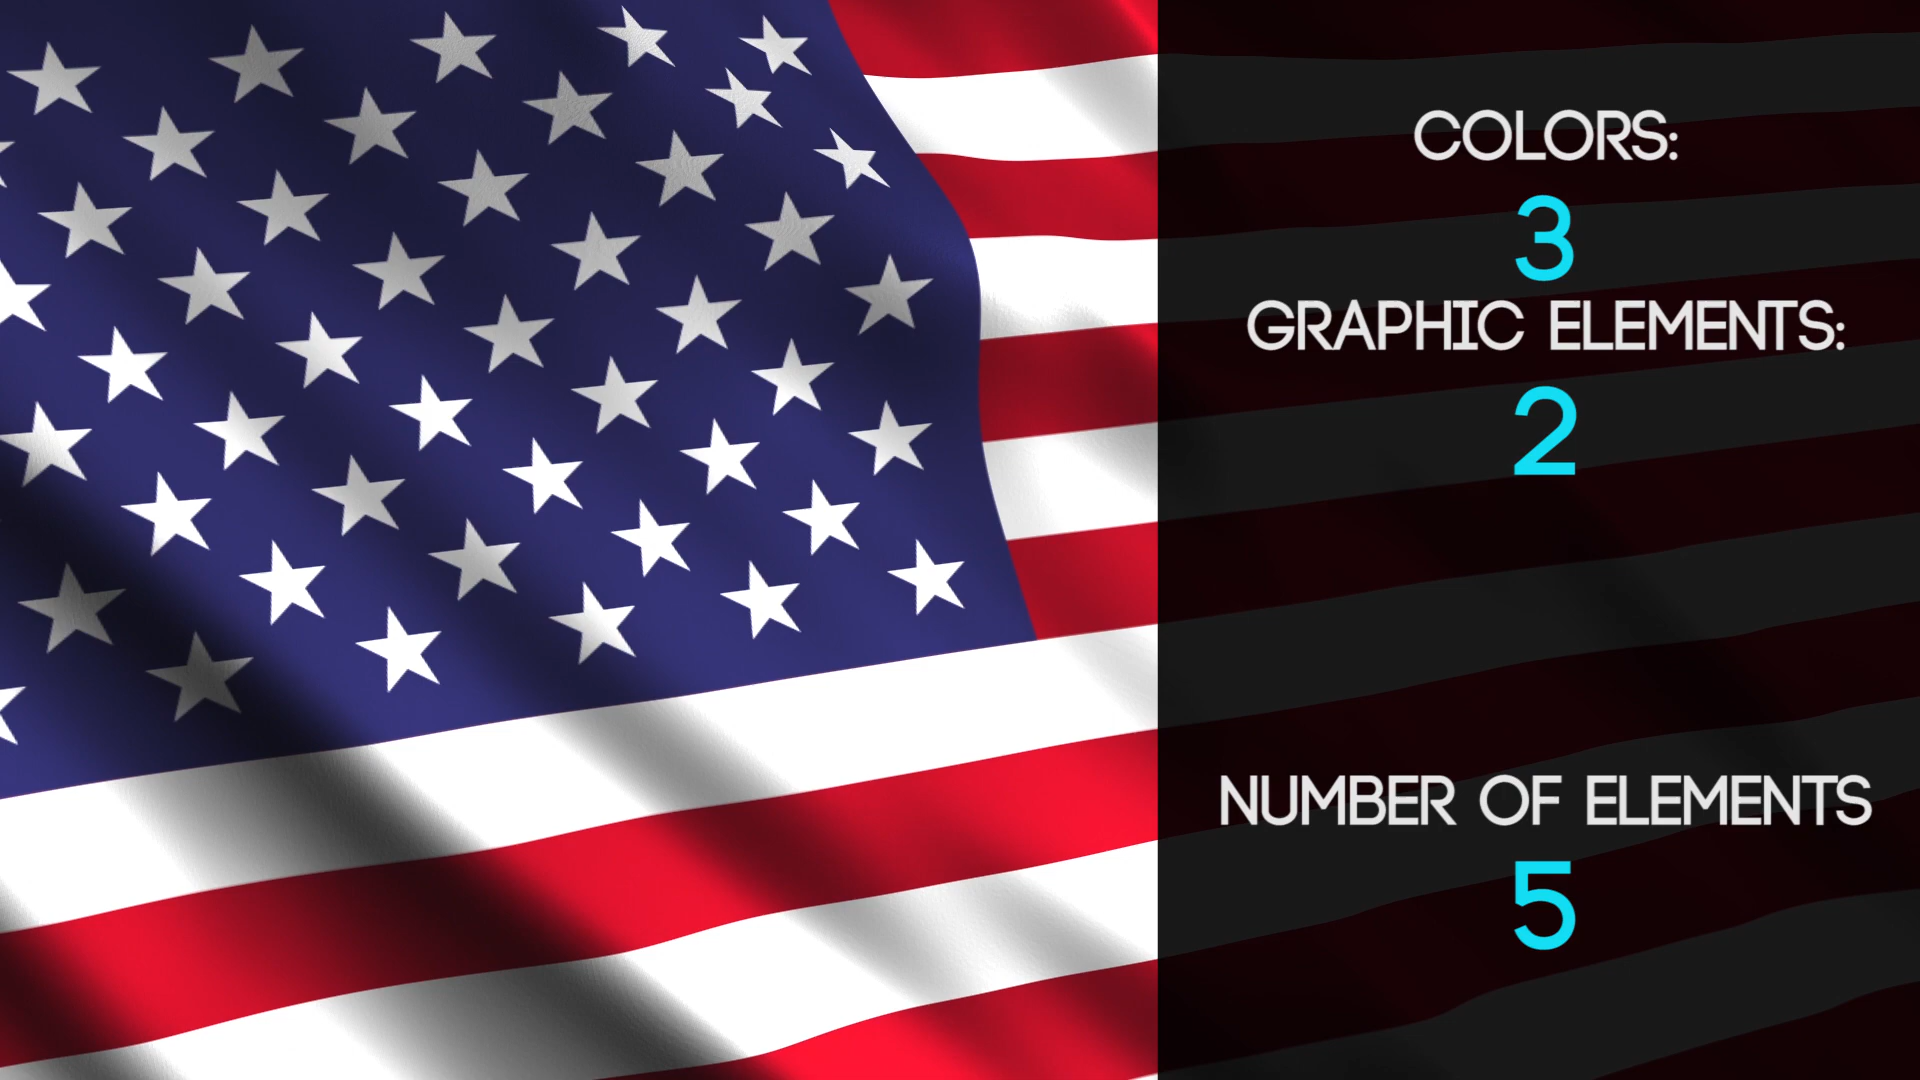 COLORS:
3
GRAPHIC ELEMENTS:
2
NUMBER OF ELEMENTS
5